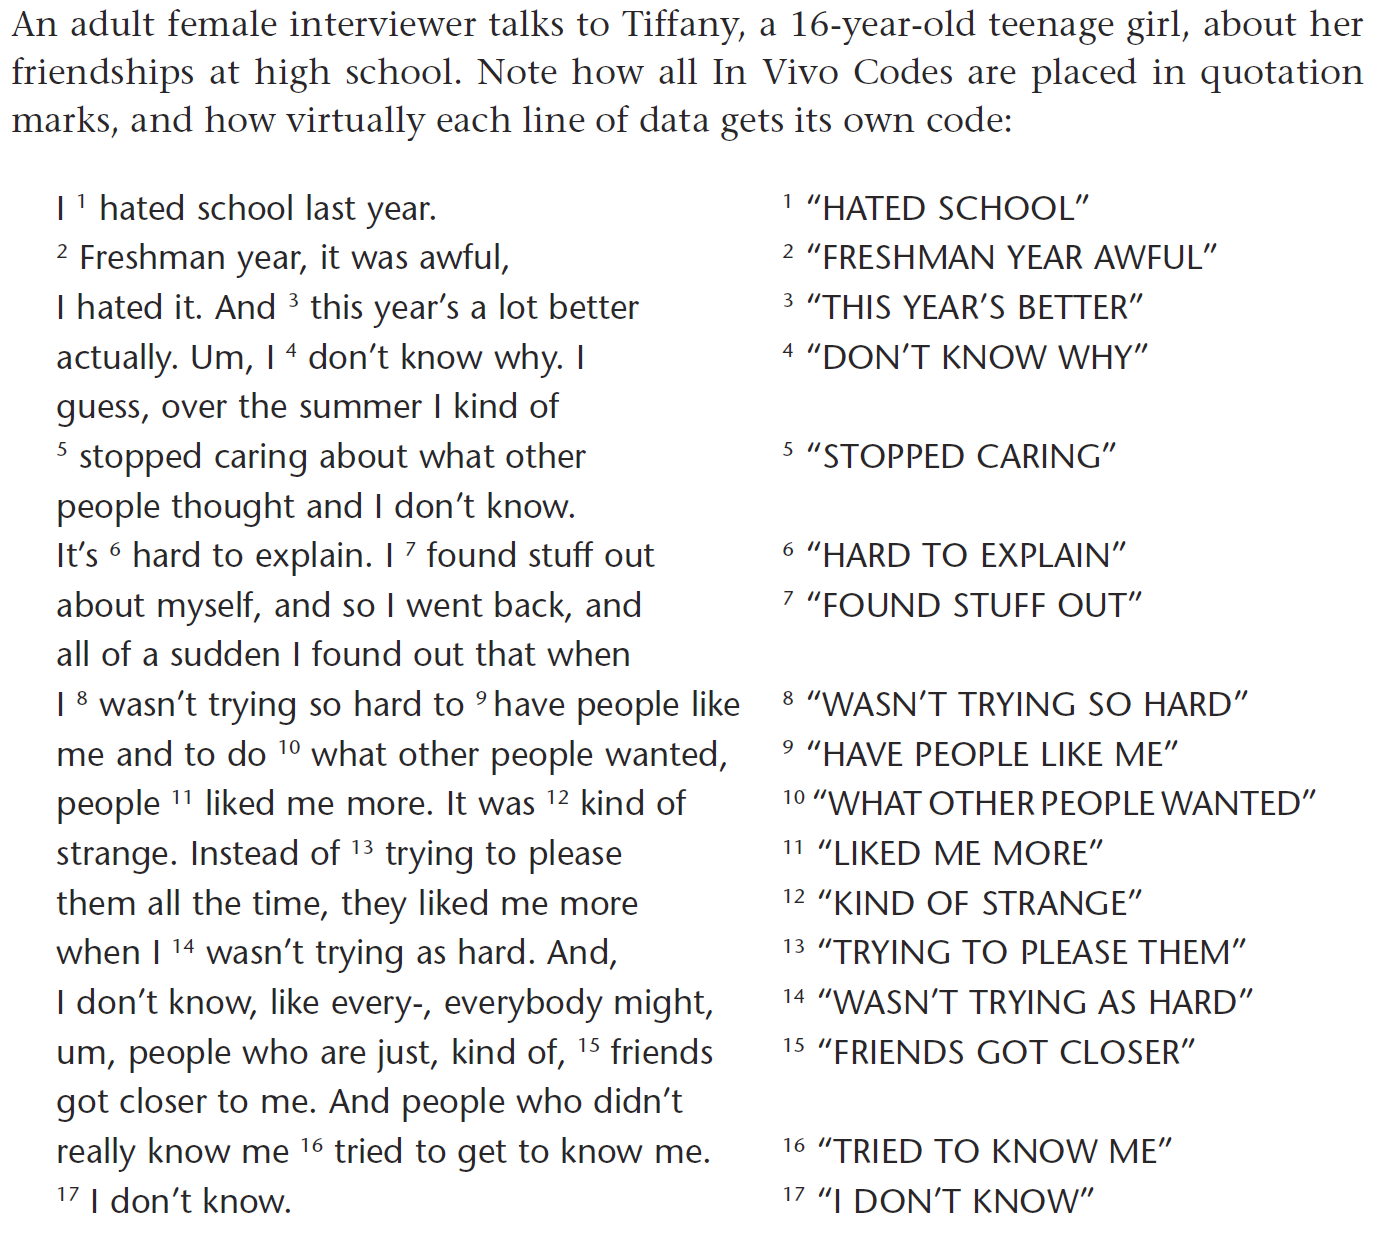 An adult female interviewer talks to Tiffany, a 16-year-old teenage girl, about her
friendships at high school. Note how all In Vivo Codes are placed in quotation
marks, and how virtually each line of data gets its own code:
I ¹ hated school last year. ¹ “HATED SCHOOL”
² Freshman year, it was awful, ² “FRESHMAN YEAR AWFUL”
I hated it. And ³ this year’s a lot better ³ “THIS YEAR’S BETTER”
actually. Um, I ⁴ don’t know why. I ⁴ “DON’T KNOW WHY”
guess, over the summer I kind of
⁵ stopped caring about what other ⁵ “STOPPED CARING”
people thought and I don’t know.
It’s ⁶ hard to explain. I ⁷ found stuff out ⁶ “HARD TO EXPLAIN”
about myself, and so I went back, and ⁷ “FOUND STUFF OUT”
all of a sudden I found out that when
I ⁸ wasn’t trying so hard to ⁹ have people like ⁸ “WASN’T TRYING SO HARD”
me and to do ¹⁰ what other people wanted, ⁹ “HAVE PEOPLE LIKE ME”
people ¹¹ liked me more. It was ¹² kind of ¹⁰ “WHAT OTHER PEOPLE WANTED”
strange. Instead of ¹³ trying to please ¹¹ “LIKED ME MORE”
them all the time, they liked me more ¹² “KIND OF STRANGE”
when I ¹⁴ wasn’t trying as hard. And, ¹³ “TRYING TO PLEASE THEM”
I don’t know, like every-, everybody might, ¹⁴ “WASN’T TRYING AS HARD”
um, people who are just, kind of, ¹⁵ friends ¹⁵ “FRIENDS GOT CLOSER”
got closer to me. And people who didn’t
really know me ¹⁶ tried to get to know me. ¹⁶ “TRIED TO KNOW ME”
¹⁷ I don’t know. ¹⁷ “I DON’T KNOW”